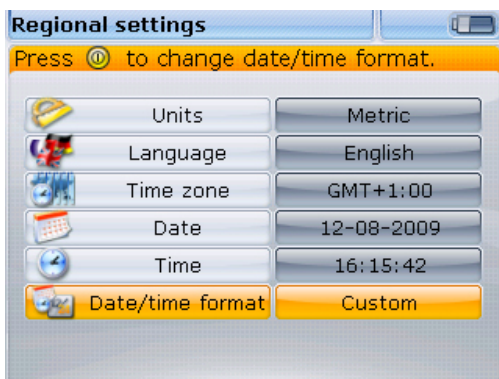 Regional settings
Press to change date/time format.
Units Metric
Language English
Time zone GMT+1:00
Date 12-08-2009
Time 16:15:42
Date/time format Custom